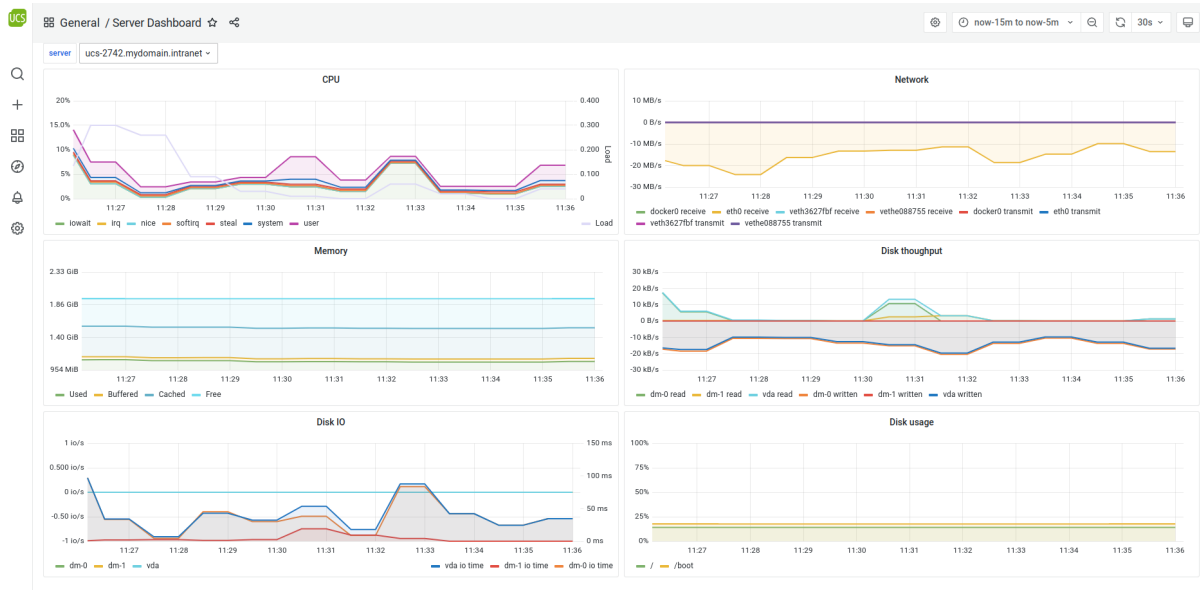 UCS
General / Server Dashboard
now-15m to now-5m
30s
server ucs-2742.mydomain.intranet
CPU
20%
15.0%
10%
5%
0%
0.400
0.300
0.200
0.100
0
Load
11:27 11:28 11:29 11:30 11:31 11:32 11:33 11:34 11:35 11:36
iowait irq nice softirq steal system user Load
Network
10 MB/s
0 B/s
-10 MB/s
-20 MB/s
-30 MB/s
11:27 11:28 11:29 11:30 11:31 11:32 11:33 11:34 11:35 11:36
docker0 receive eth0 receive veth3627fbf receive vethe088755 receive docker0 transmit eth0 transmit
veth3627fbf transmit vethe088755 transmit
Memory
2.33 GiB
1.86 GiB
1.40 GiB
954 MiB
11:27 11:28 11:29 11:30 11:31 11:32 11:33 11:34 11:35 11:36
Used Buffered Cached Free
Disk thoughput
30 kB/s
20 kB/s
10 kB/s
0 B/s
-10 kB/s
-20 kB/s
-30 kB/s
11:27 11:28 11:29 11:30 11:31 11:32 11:33 11:34 11:35 11:36
dm-0 read dm-1 read vda read dm-0 written dm-1 written vda written
Disk IO
1 io/s
0.500 io/s
0 io/s
-0.50 io/s
-1 io/s
150 ms
100 ms
50 ms
0 ms
11:27 11:28 11:29 11:30 11:31 11:32 11:33 11:34 11:35 11:36
dm-0 dm-1 vda vda io time dm-1 io time dm-0 io time
Disk usage
100%
75%
50%
25%
0%
11:27 11:28 11:29 11:30 11:31 11:32 11:33 11:34 11:35 11:36
/ /boot